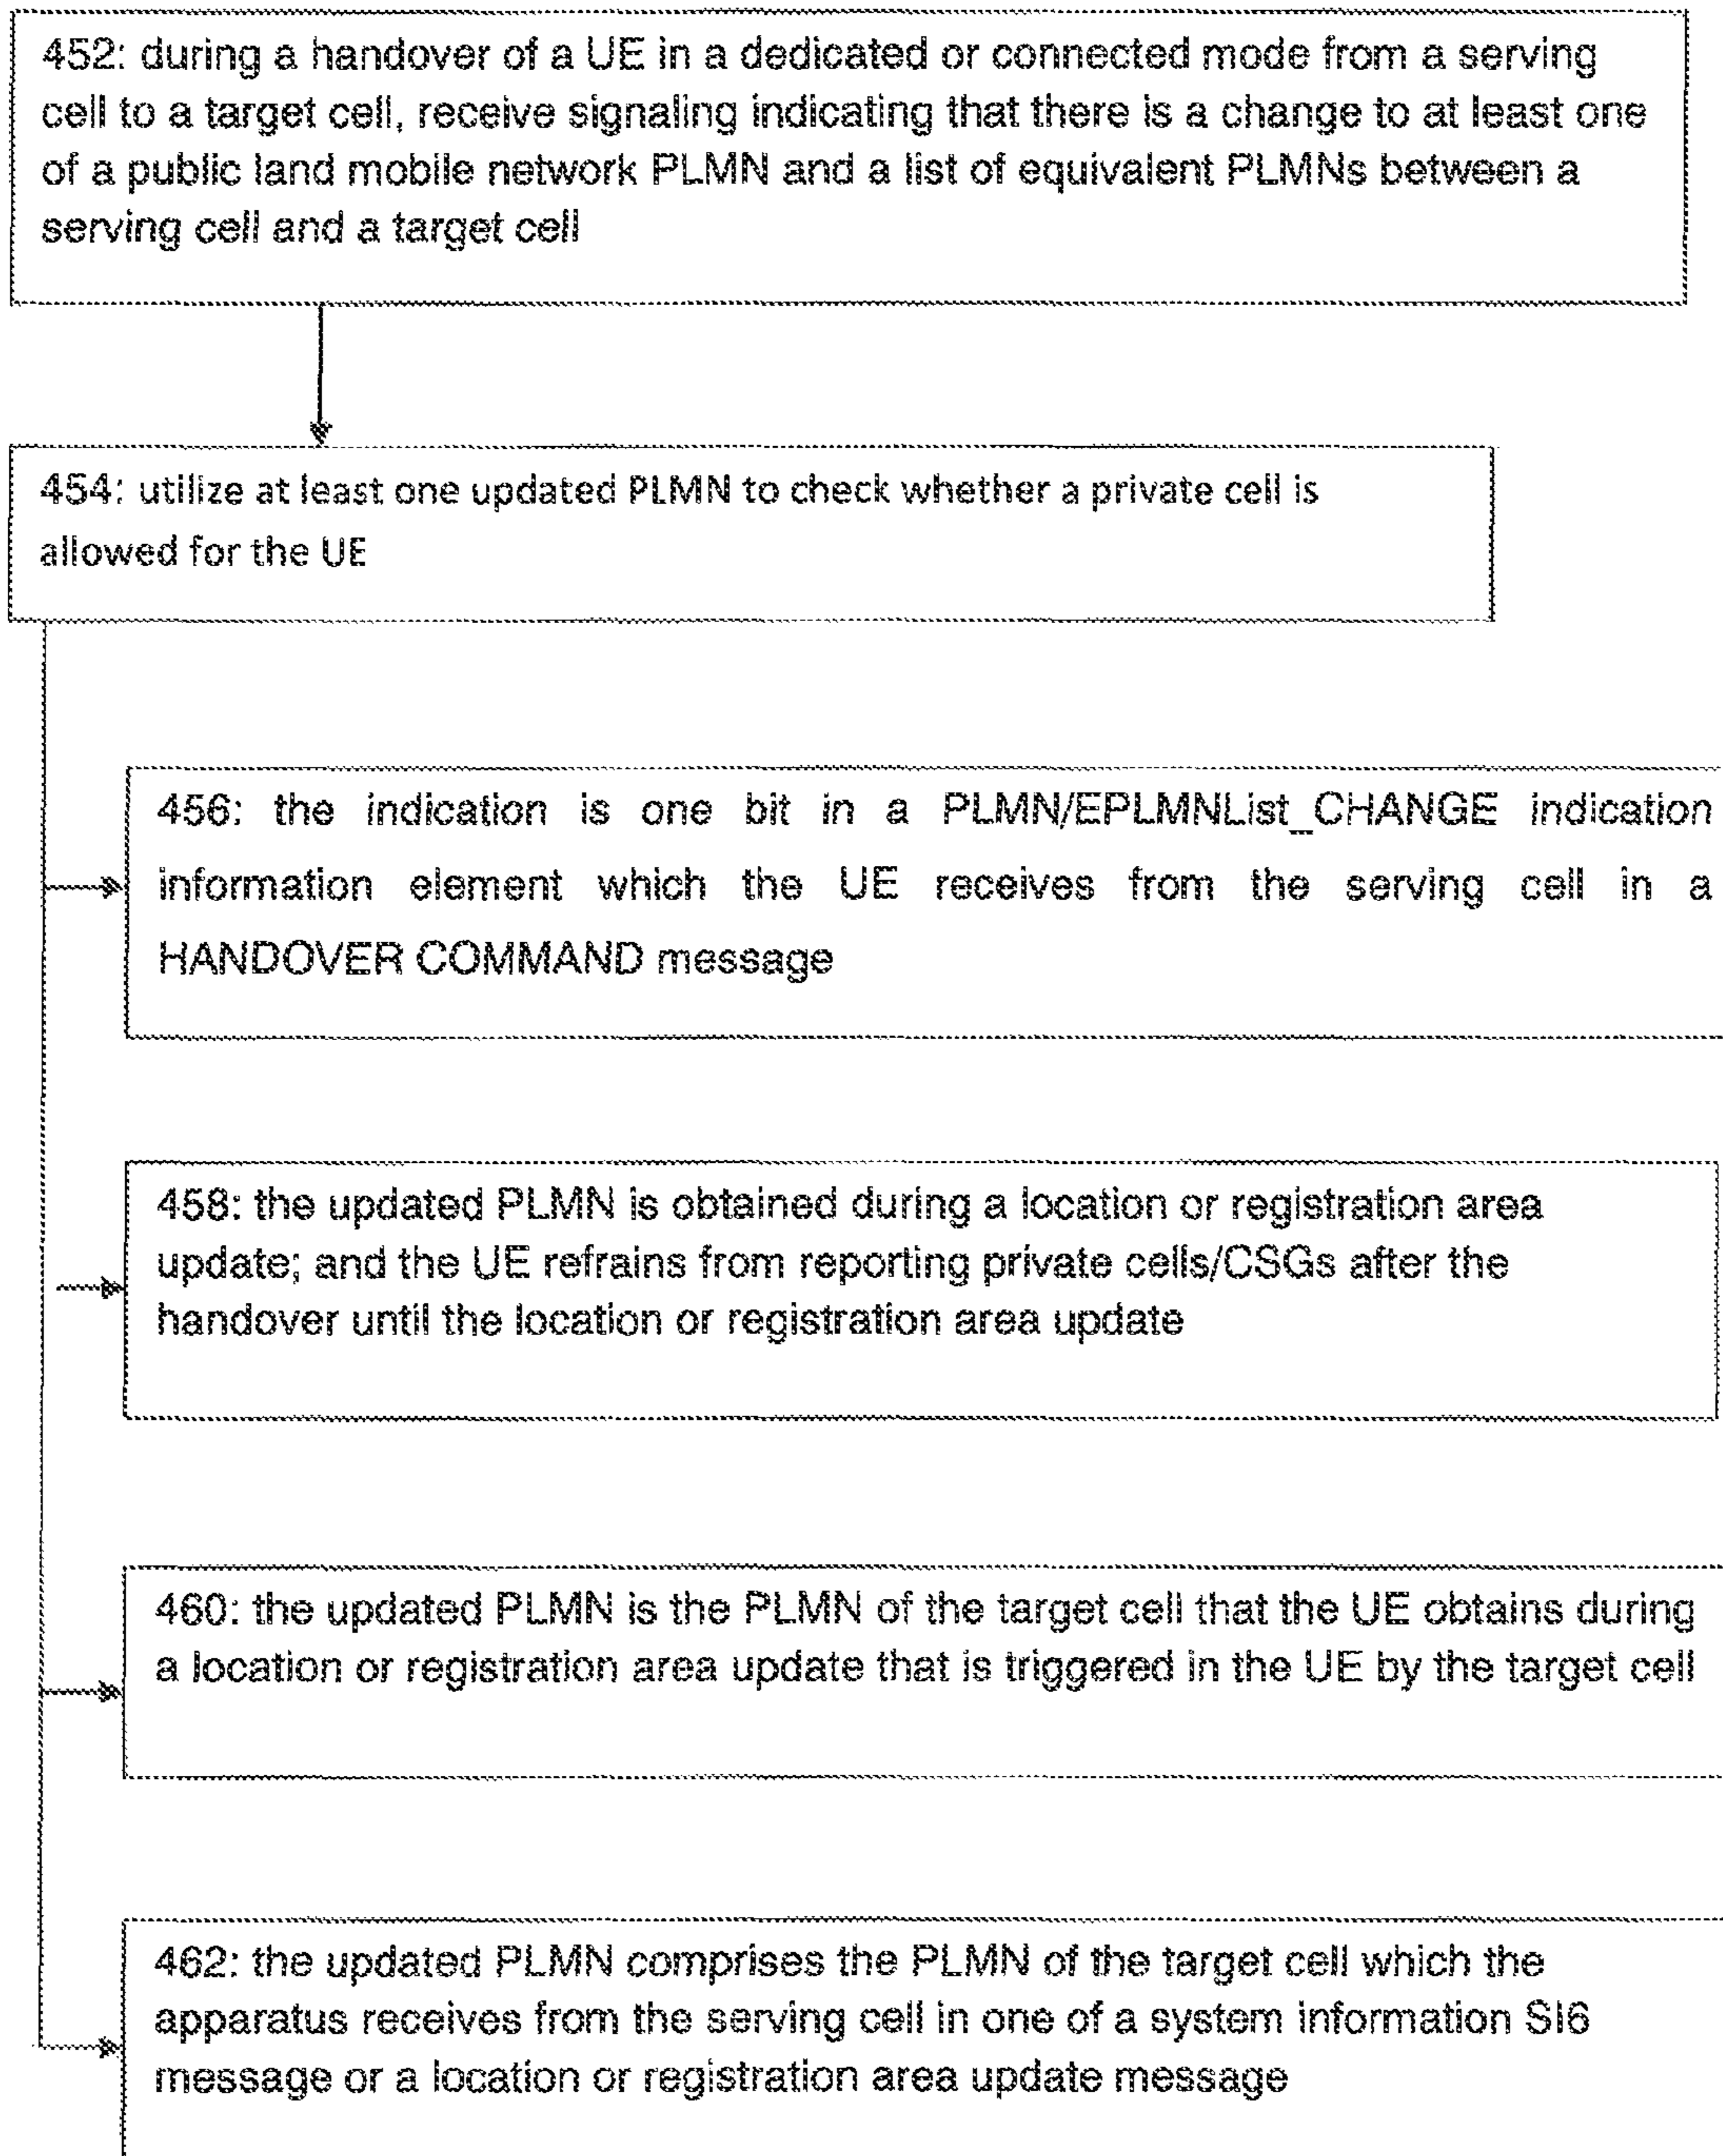 452: during a handover of a UE in a dedicated or connected mode from a serving
cell to a target cell, receive signaling indicating that there is a change to at least one
of a public land mobile network PLMN and a list of equivalent PLMNs between a
serving cell and a target cell
454: utilize at least one updated PLMN to check whether a private cell is
allowed for the UE
456: the indication is one bit in a PLMN/EPLMNList_CHANGE indication
information element which the UE receives from the serving cell in a
HANDOVER COMMAND message
458: the updated PLMN is obtained during a location or registration area
update; and the UE refrains from reporting private cells/CSGs after the
handover until the location or registration area update
460: the updated PLMN is the PLMN of the target cell that the UE obtains during
a location or registration area update that is triggered in the UE by the target cell
462: the updated PLMN comprises the PLMN of the target cell which the
apparatus receives from the serving cell in one of a system information SI6
message or a location or registration area update message